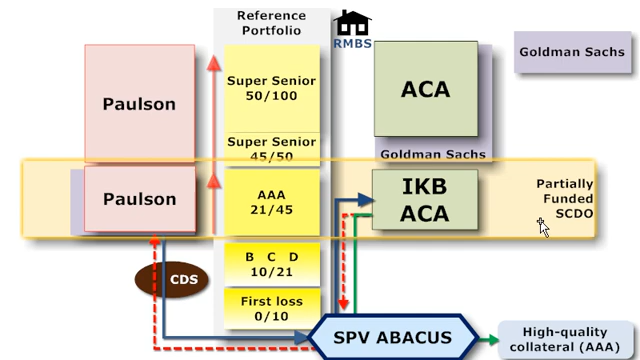 Reference
Portfolio
RMBS
Goldman Sachs
Paulson
Super Senior
50/100
ACA
Super Senior
45/50
Goldman Sachs
Paulson
AAA
21/45
IKB
ACA
Partially
Funded
SCDO
B C D
10/21
CDS
First loss
0/10
SPV ABACUS
High-quality
collateral (AAA)